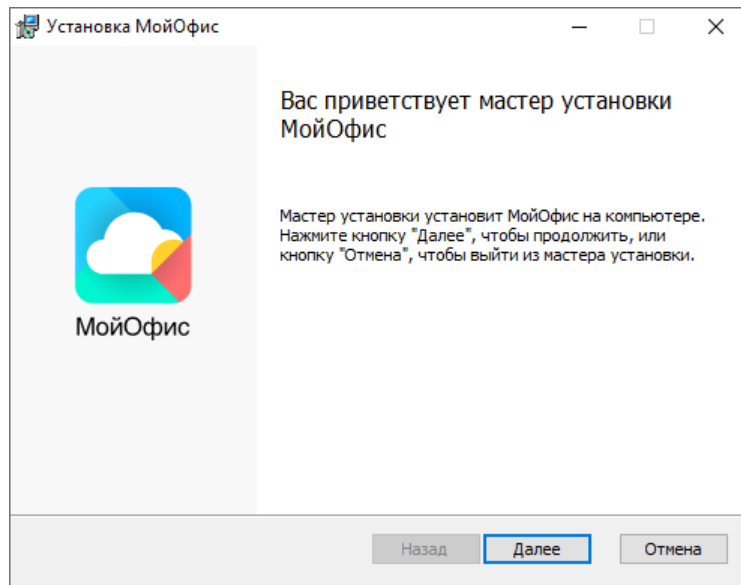 Установка МойОфис
Вас приветствует мастер установки
МойОфис
Мастер установки установит МойОфис на компьютере.
Нажмите кнопку "Далее", чтобы продолжить, или
кнопку "Отмена", чтобы выйти из мастера установки.
МойОфис
Назад
Далее
Отмена